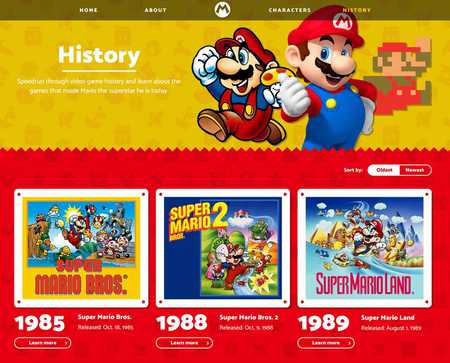 HOME
ABOUT
M
CHARACTERS
HISTORY
History
Speedrun through video game history and learn about the
games that made Mario the superstar he is today
Sort by:
Oldest
Newest
SUPER
MARIO BROS.
SUPER
MARIO 2
BROS.
SUPER MARIO LAND.
1985
Super Mario Bros.
Released: Oct. 18, 1985
Learn more
1988
Super Mario Bros. 2
Released: Oct. 9, 1988
Learn more
1989
Super Mario Land
Released: August 1, 1989
Learn more